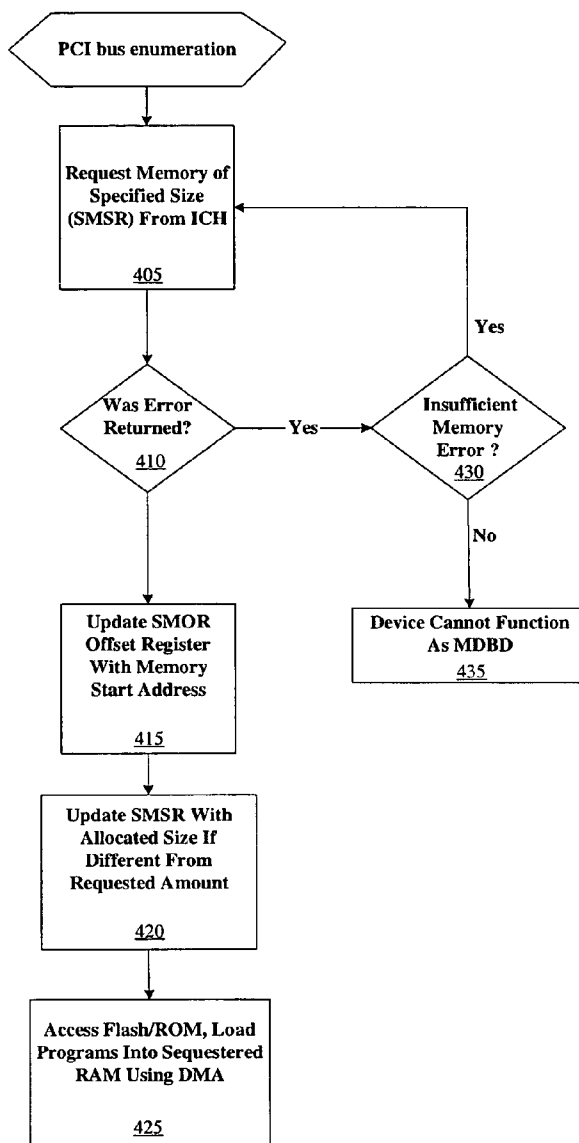 PCI bus enumeration
Request Memory of
Specified Size
(SMSR) From ICH
405
Yes
Was Error
Returned?
410
Yes
Insufficient
Memory
Error ?
430
No
Update SMOR
Offset Register
With Memory
Start Address
415
Device Cannot Function
As MDBD
435
Update SMSR With
Allocated Size If
Different From
Requested Amount
420
Access Flash/ROM, Load
Programs Into Sequestered
RAM Using DMA
425